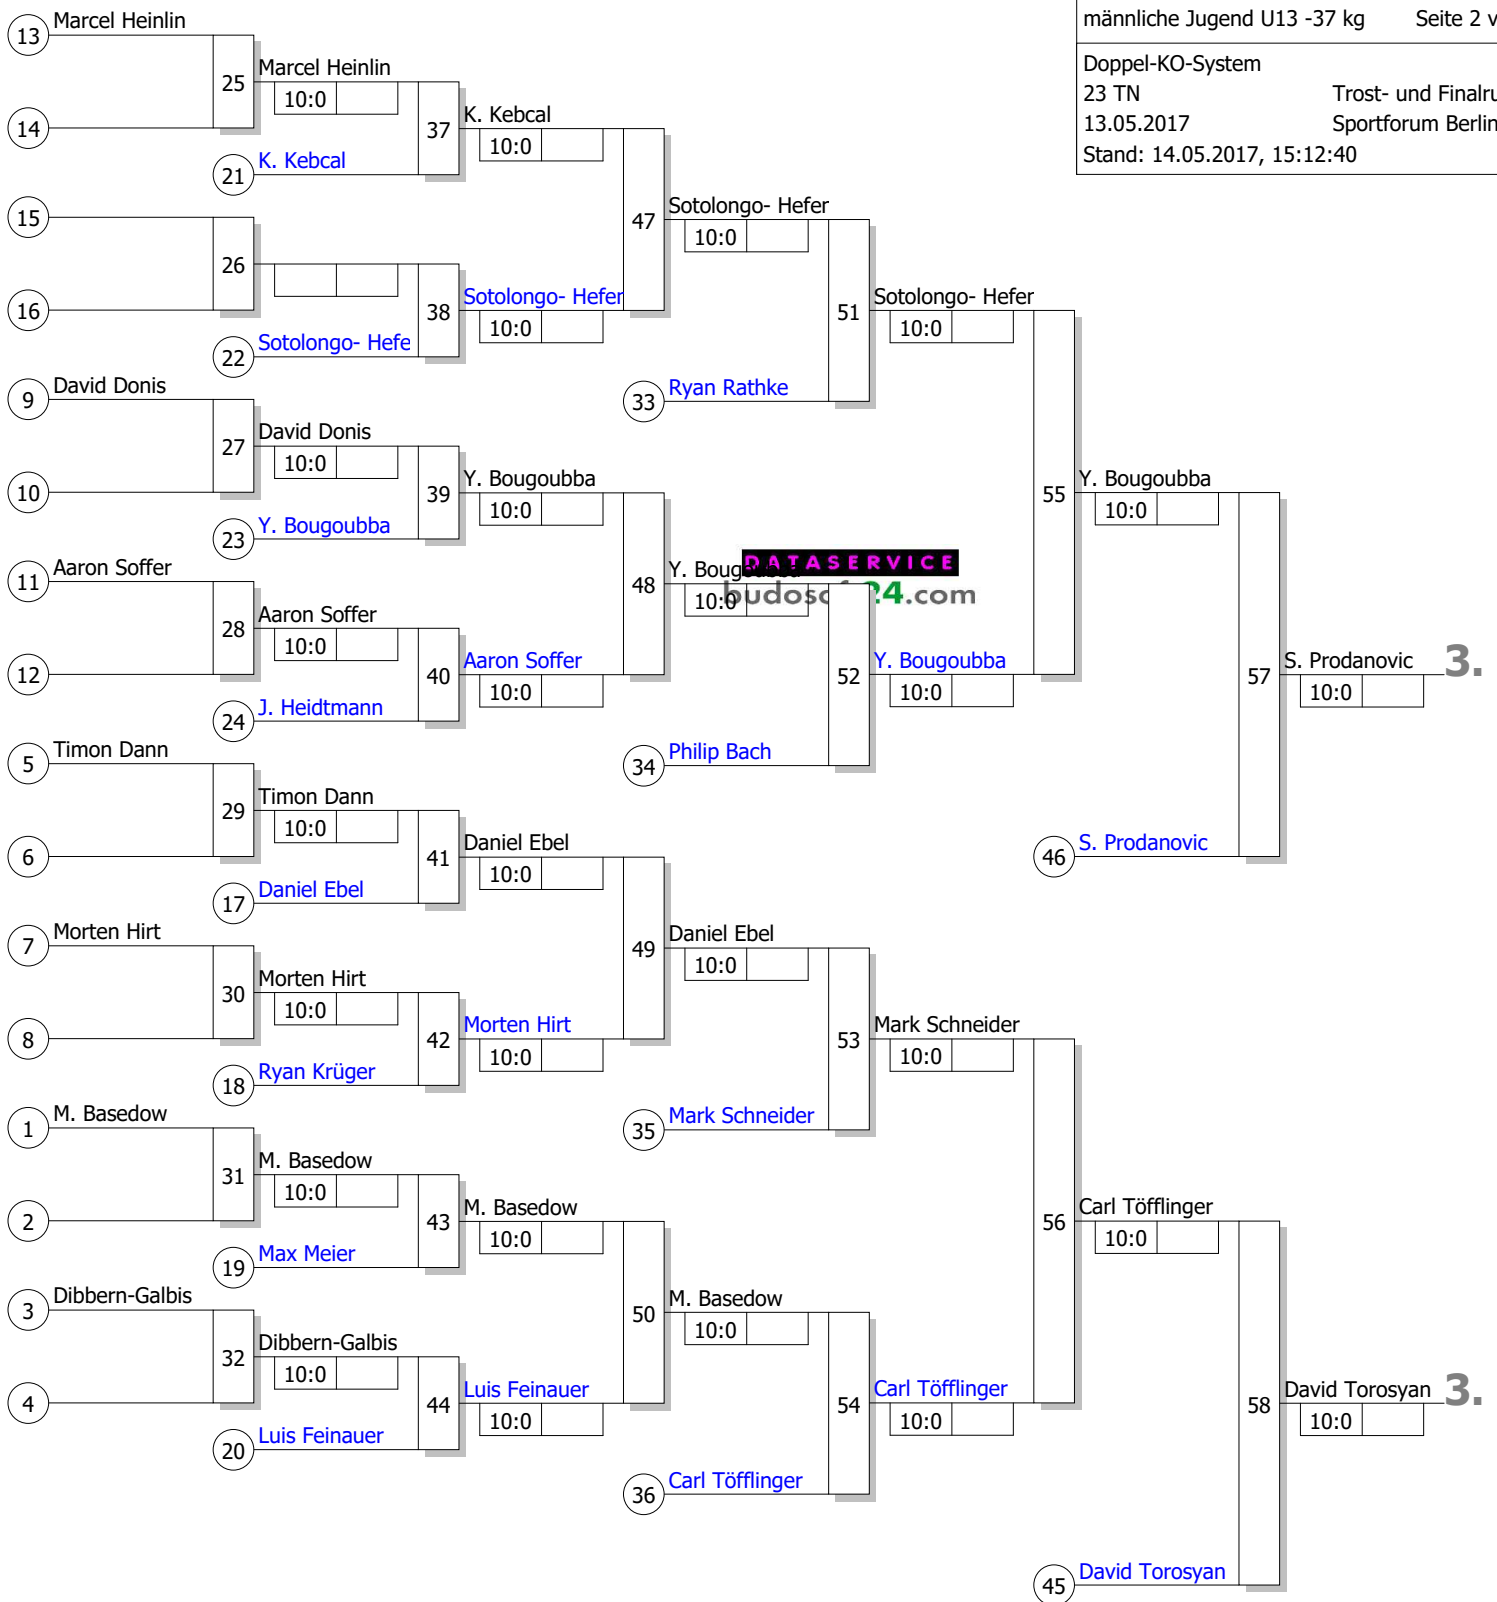 männliche Jugend U13 -37 kg Seite 2 v
Doppel-KO-System
23 TN Trost- und Finalru
13.05.2017 Sportforum Berlin
Stand: 14.05.2017, 15:12:40
13 Marcel Heinlin
25 Marcel Heinlin
10:0
14
37 K. Kebcal
10:0
21 K. Kebcal
15
47 Sotolongo- Hefer
10:0
26
16
38 Sotolongo- Hefer
10:0
22 Sotolongo- Hefe
51 Sotolongo- Hefer
10:0
33 Ryan Rathke
9 David Donis
27 David Donis
10:0
10
39 Y. Bougoubba
10:0
23 Y. Bougoubba
55 Y. Bougoubba
10:0
11 Aaron Soffer
48 Y. Bougoubba
10:0
DATASERVICE
budosoft24.com
28 Aaron Soffer
10:0
12
40 Aaron Soffer
10:0
24 J. Heidtmann
52 Y. Bougoubba
10:0
34 Philip Bach
57 S. Prodanovic 3.
10:0
46 S. Prodanovic
5 Timon Dann
29 Timon Dann
10:0
6
41 Daniel Ebel
10:0
17 Daniel Ebel
7 Morten Hirt
49 Daniel Ebel
10:0
30 Morten Hirt
10:0
8
42 Morten Hirt
10:0
18 Ryan Krüger
53 Mark Schneider
10:0
35 Mark Schneider
1 M. Basedow
31 M. Basedow
10:0
2
43 M. Basedow
10:0
19 Max Meier
56 Carl Töfflinger
10:0
3 Dibbern-Galbis
50 M. Basedow
10:0
32 Dibbern-Galbis
10:0
4
44 Luis Feinauer
10:0
20 Luis Feinauer
54 Carl Töfflinger
10:0
36 Carl Töfflinger
58 David Torosyan 3.
10:0
45 David Torosyan